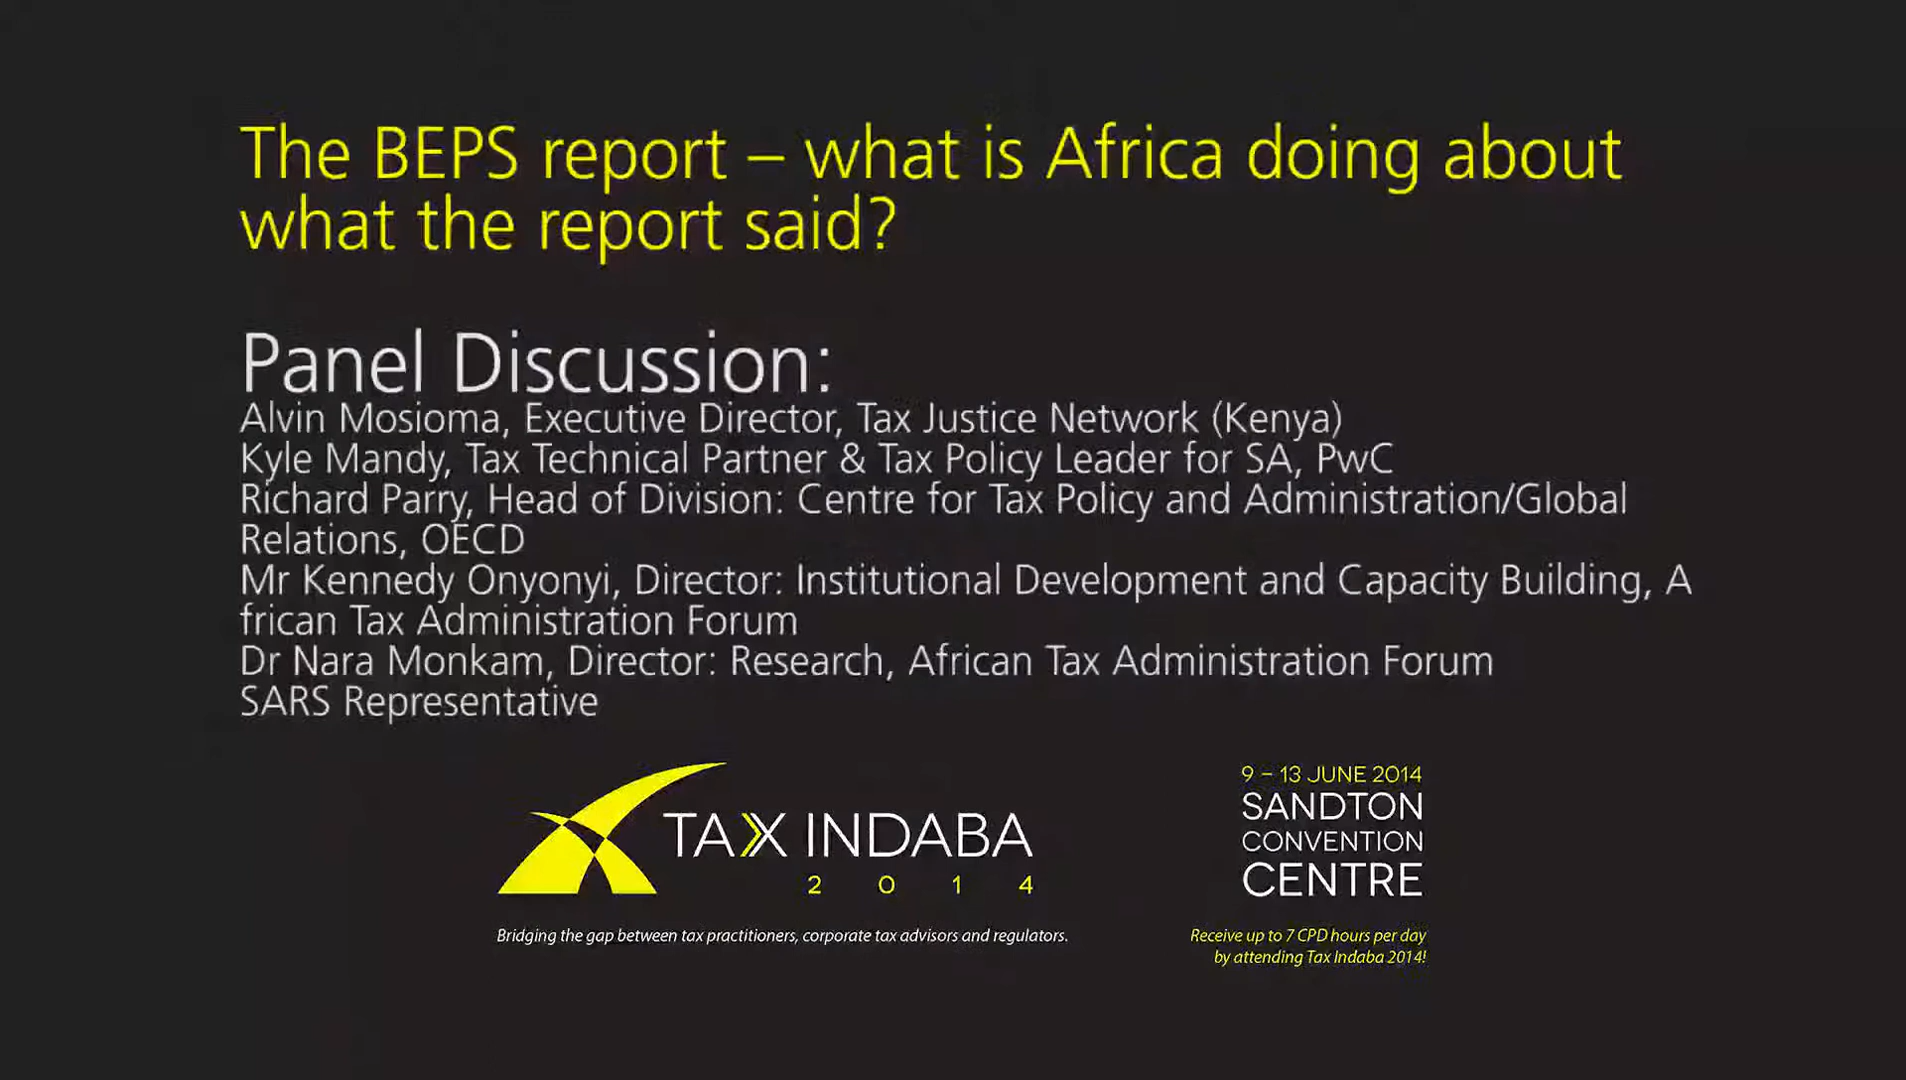 The BEPS report – what is Africa doing about
what the report said?
Panel Discussion:
Alvin Mosioma, Executive Director, Tax Justice Network (Kenya)
Kyle Mandy, Tax Technical Partner & Tax Policy Leader for SA, PwC
Richard Parry, Head of Division: Centre for Tax Policy and Administration/Global
Relations, OECD
Mr Kennedy Onyonyi, Director: Institutional Development and Capacity Building, A
frican Tax Administration Forum
Dr Nara Monkam, Director: Research, African Tax Administration Forum
SARS Representative
TAX INDABA
2014
Bridging the gap between tax practitioners, corporate tax advisors and regulators.
9 – 13 JUNE 2014
SANDTON
CONVENTION
CENTRE
Receive up to 7 CPD hours per day
by attending Tax Indaba 2014!